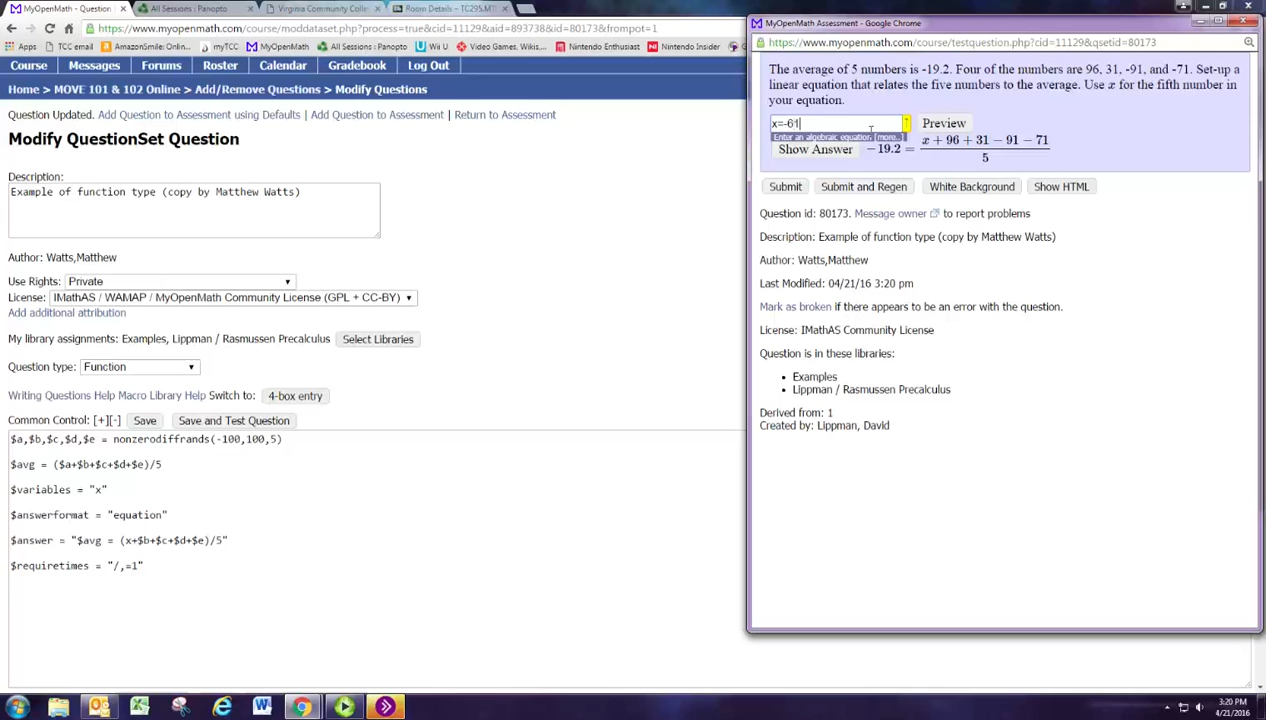 MyOpenMath - Question S
All Sessions: Panopto
Virginia Community Colle
Room Details – TC295.MT
https://www.myopenmath.com/course/moddataset.php?process=true&cid=11129&aid=893738&id=80173&frompot=1
Apps TCC email AmazonSmile: Onlin... myTCC MyOpenMath All Sessions: Panopto Wii U Video Games, Wikis,... Nintendo Enthusiast Nintendo Insider
Course Messages Forums Roster Calendar Gradebook Log Out
Home > MOVE 101 & 102 Online > Add/Remove Questions > Modify Questions
Question Updated. Add Question to Assessment using Defaults | Add Question to Assessment | Return to Assessment
Modify QuestionSet Question
Description:
Example of function type (copy by Matthew Watts)
Author: Watts,Matthew
Use Rights: Private
License: IMathAS / WAMAP / MyOpenMath Community License (GPL + CC-BY)
Add additional attribution
My library assignments: Examples, Lippman / Rasmussen Precalculus Select Libraries
Question type: Function
Writing Questions Help Macro Library Help Switch to: 4-box entry
Common Control: [+][-] Save Save and Test Question
$a,$b,$c,$d,$e = nonzerodiffrands(-100,100,5)
$avg = ($a+$b+$c+$d+$e)/5
$variables = "x"
$answerformat = "equation"
$answer = "$avg = (x+$b+$c+$d+$e)/5"
$requiretimes = "/,=1"
MyOpenMath Assessment - Google Chrome
https://www.myopenmath.com/course/testquestion.php?cid=11129&qsetid=80173
The average of 5 numbers is -19.2. Four of the numbers are 96, 31, -91, and -71. Set-up a
linear equation that relates the five numbers to the average. Use x for the fifth number in
your equation.
x=-61 Preview
Enter an algebraic equation [more..]
Show Answer −19.2 = x + 96 + 31 − 91 − 71
5
Submit Submit and Regen White Background Show HTML
Question id: 80173. Message owner to report problems
Description: Example of function type (copy by Matthew Watts)
Author: Watts,Matthew
Last Modified: 04/21/16 3:20 pm
Mark as broken if there appears to be an error with the question.
License: IMathAS Community License
Question is in these libraries:
Examples
Lippman / Rasmussen Precalculus
Derived from: 1
Created by: Lippman, David
3:20 PM
4/21/2016